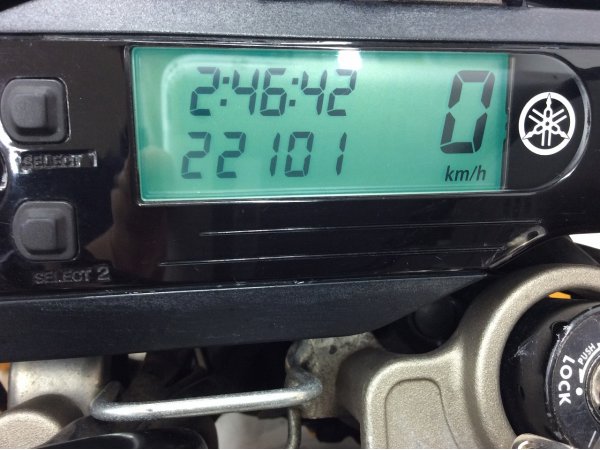 2:46:42
22101
0
km/h
SELECT 1
SELECT 2
PUSH
LOCK